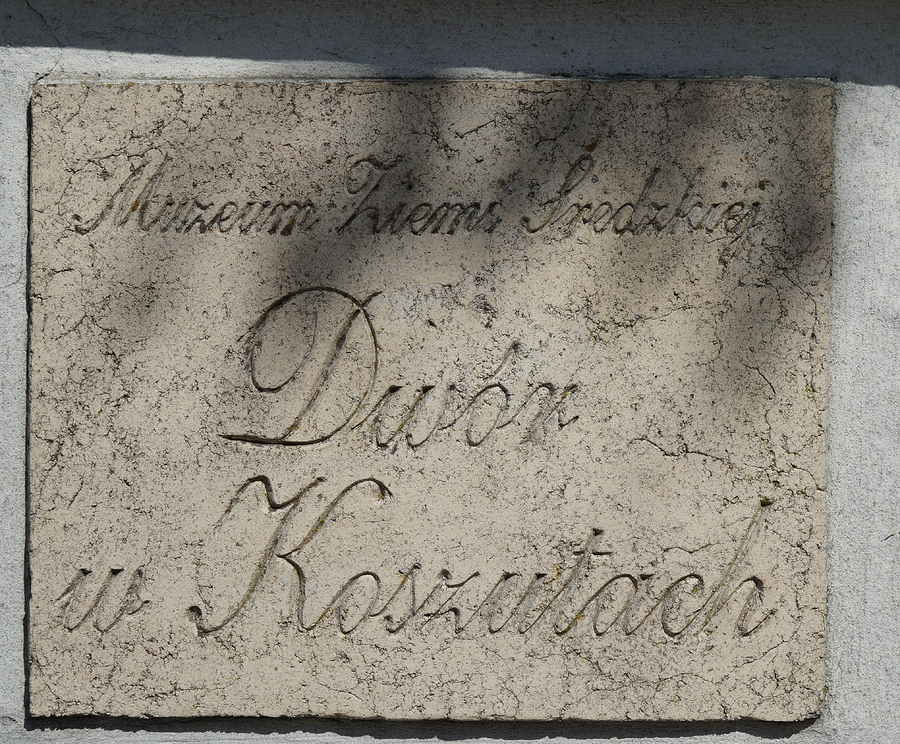 Muzeum Ziemi Średzkiej
Dwór
w Koszutach